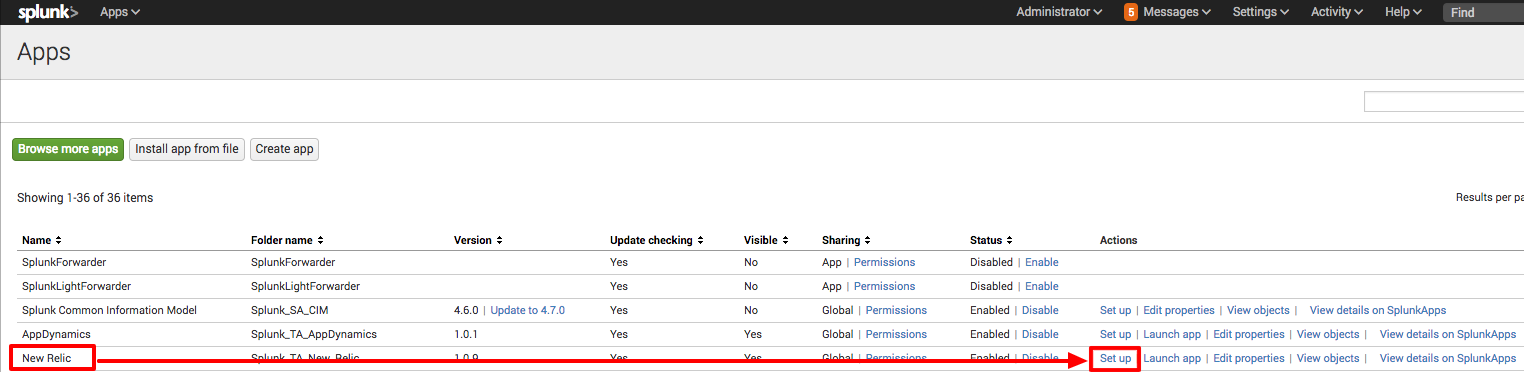 splunk> Apps Administrator 5 Messages Settings Activity Help Find
Apps
Browse more apps Install app from file Create app
Showing 1-36 of 36 items Results per pa
Name Folder name Version Update checking Visible Sharing Status Actions
SplunkForwarder SplunkForwarder Yes No App | Permissions Disabled | Enable
SplunkLightForwarder SplunkLightForwarder Yes No App | Permissions Disabled | Enable
Splunk Common Information Model Splunk_SA_CIM 4.6.0 | Update to 4.7.0 Yes No Global | Permissions Enabled | Disable Set up | Edit properties | View objects | View details on SplunkApps
AppDynamics Splunk_TA_AppDynamics 1.0.1 Yes Yes Global | Permissions Enabled | Disable Set up | Launch app | Edit properties | View objects | View details on SplunkApps
New Relic Splunk_TA_New_Relic 1.0.9 Yes Yes Global | Permissions Enabled | Disable Set up | Launch app | Edit properties | View objects | View details on SplunkApps